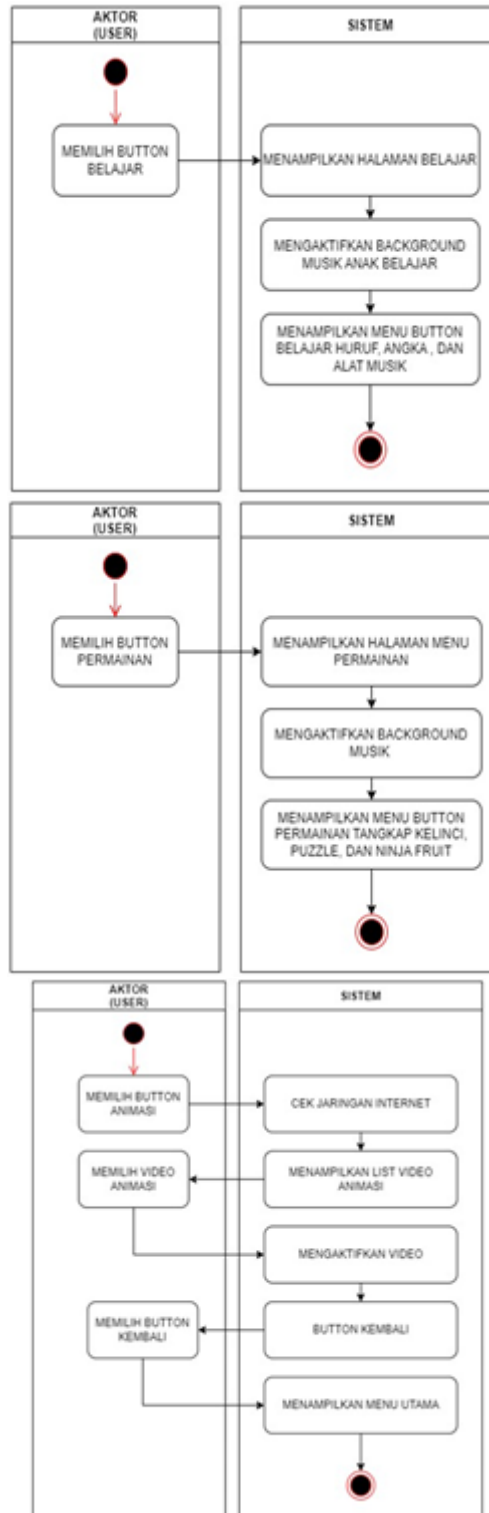 AKTOR
(USER)
SISTEM
MEMILIH BUTTON
BELAJAR
MENAMPILKAN HALAMAN BELAJAR
MENGAKTIFKAN BACKGROUND
MUSIK ANAK BELAJAR
MENAMPILKAN MENU BUTTON
BELAJAR HURUF, ANGKA , DAN
ALAT MUSIK
AKTOR
(USER)
SISTEM
MEMILIH BUTTON
PERMAINAN
MENAMPILKAN HALAMAN MENU
PERMAINAN
MENGAKTIFKAN BACKGROUND
MUSIK
MENAMPILKAN MENU BUTTON
PERMAINAN TANGKAP KELINCI,
PUZZLE, DAN NINJA FRUIT
AKTOR
(USER)
SISTEM
MEMILIH BUTTON
ANIMASI
CEK JARINGAN INTERNET
MENAMPILKAN LIST VIDEO
ANIMASI
MEMILIH VIDEO
ANIMASI
MENGAKTIFKAN VIDEO
BUTTON KEMBALI
MEMILIH BUTTON
KEMBALI
MENAMPILKAN MENU UTAMA